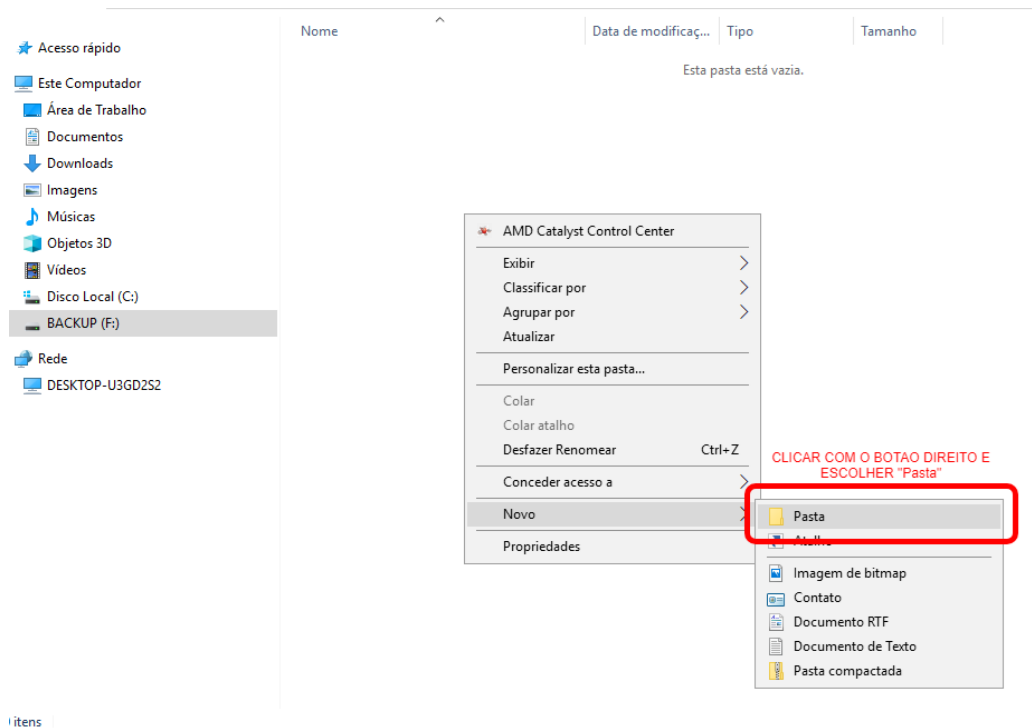 Nome Data de modificaç... Tipo Tamanho
Esta pasta está vazia.
Acesso rápido
Este Computador
Área de Trabalho
Documentos
Downloads
Imagens
Músicas
Objetos 3D
Vídeos
Disco Local (C:)
BACKUP (F:)
Rede
DESKTOP-U3GD2S2
AMD Catalyst Control Center
Exibir
Classificar por
Agrupar por
Atualizar
Personalizar esta pasta...
Colar
Colar atalho
Desfazer Renomear Ctrl+Z
Conceder acesso a
Novo
Propriedades
CLICAR COM O BOTAO DIREITO E
ESCOLHER "Pasta"
Pasta
Atalho
Imagem de bitmap
Contato
Documento RTF
Documento de Texto
Pasta compactada
itens